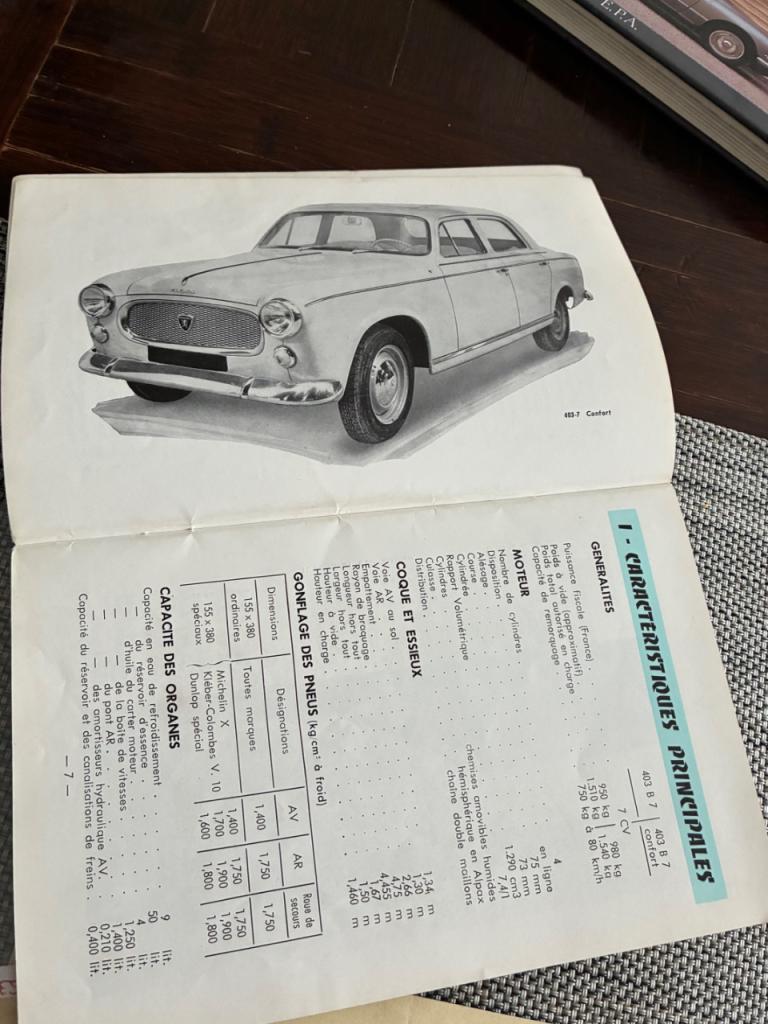 E.P.A.
403-7 Confort
I - CARACTÉRISTIQUES PRINCIPALES
403 B 7 | 403 B 7 confort
GENERALITES
Puissance fiscale (France) . 7 CV
Poids à vide (approximatif) . 950 kg | 980 kg
Poids total autorisé en charge 1.510 kg | 1.540 kg
Capacité de remorquage . 750 kg à 80 km/h
MOTEUR
Nombre de cylindres . 4
Disposition . en ligne
Alésage . 75 mm
Course . 73 mm
Cylindrée . 1.290 cm3
Rapport Volumétrique . 7,4/1
Cylindres . chemises amovibles humides
Culasse . hémisphérique en Alpax
Distribution . chaîne double maillons
COQUE ET ESSIEUX
Voie AV au sol . 1,34 m
Voie AR . 1,30 m
Empattement . 2,66 m
Rayon de braquage . 4,75 m
Longueur hors tout . 4,455 m
Largeur hors tout . 1,67 m
Hauteur à vide . 1,50 m
Hauteur en charge . 1,460 m
GONFLAGE DES PNEUS (kg/cm² à froid)
Dimensions | Désignations | AV | AR | Roue de secours
155 x 380 ordinaires | Toutes marques | 1,400 | 1,750 | 1,750
155 x 380 spéciaux | Michelin X | 1,400 | 1,750 | 1,750
Kléber-Colombes V. 10 | 1,700 | 1,900 | 1,900
Dunlop spécial | 1,600 | 1,800 | 1,800
CAPACITE DES ORGANES
Capacité en eau de refroidissement . 9 lit.
— du réservoir d'essence . 50 lit.
— d'huile du carter moteur . 4 lit.
— — de la boîte de vitesses 1,250 lit.
— — du pont AR . 1,400 lit.
— — des amortisseurs hydraulique AV. 0,210 lit.
Capacité du réservoir et des canalisations de freins . 0,400 lit.
— 7 —